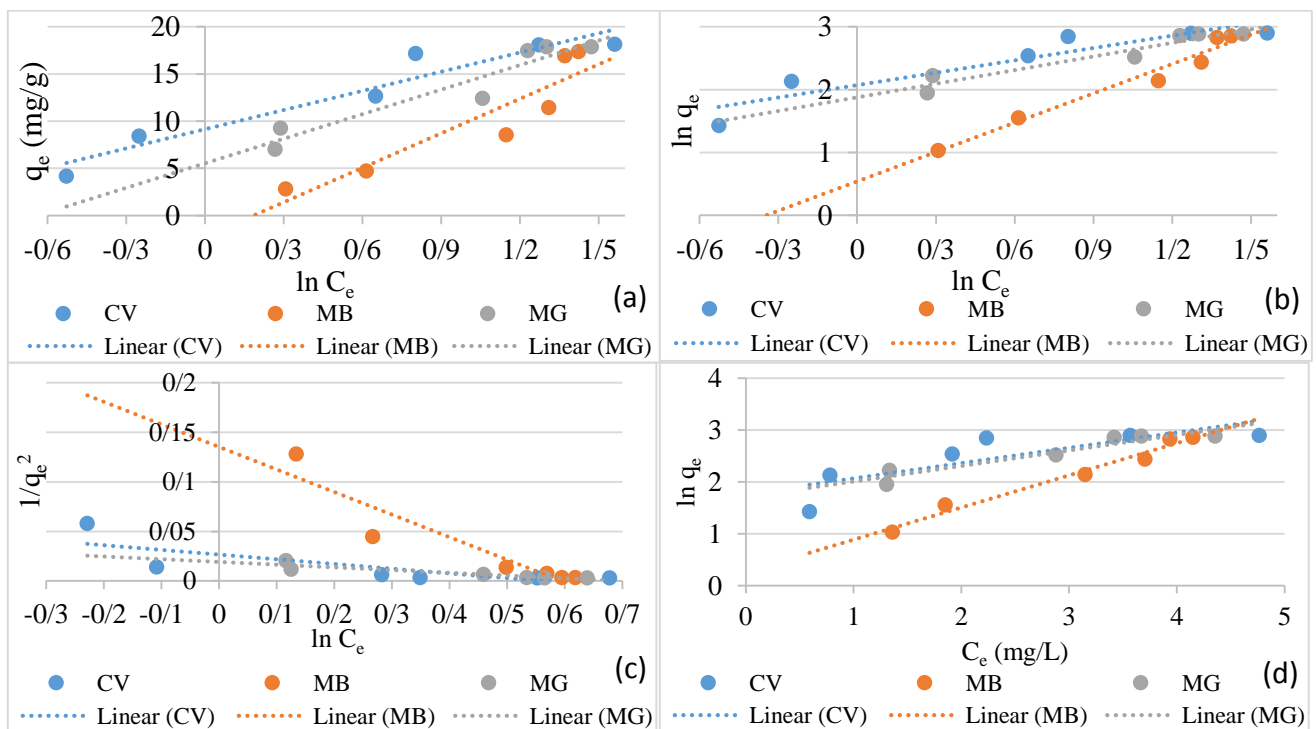 20
15
10
5
0
q_e (mg/g)
-0/6 -0/3 0 0/3 0/6 0/9 1/2 1/5
ln C_e
(a)
CV MB MG
Linear (CV) Linear (MB) Linear (MG)
3
2
1
0
ln q_e
-0/6 -0/3 0 0/3 0/6 0/9 1/2 1/5
ln C_e
(b)
CV MB MG
Linear (CV) Linear (MB) Linear (MG)
0/2
0/15
0/1
0/05
0
1/q_e^2
-0/3 -0/2 -0/1 0 0/1 0/2 0/3 0/4 0/5 0/6 0/7
ln C_e
(c)
CV MB MG
Linear (CV) Linear (MB) Linear (MG)
4
3
2
1
0
ln q_e
0 1 2 3 4 5
C_e (mg/L)
(d)
CV MB MG
Linear (CV) Linear (MB) Linear (MG)